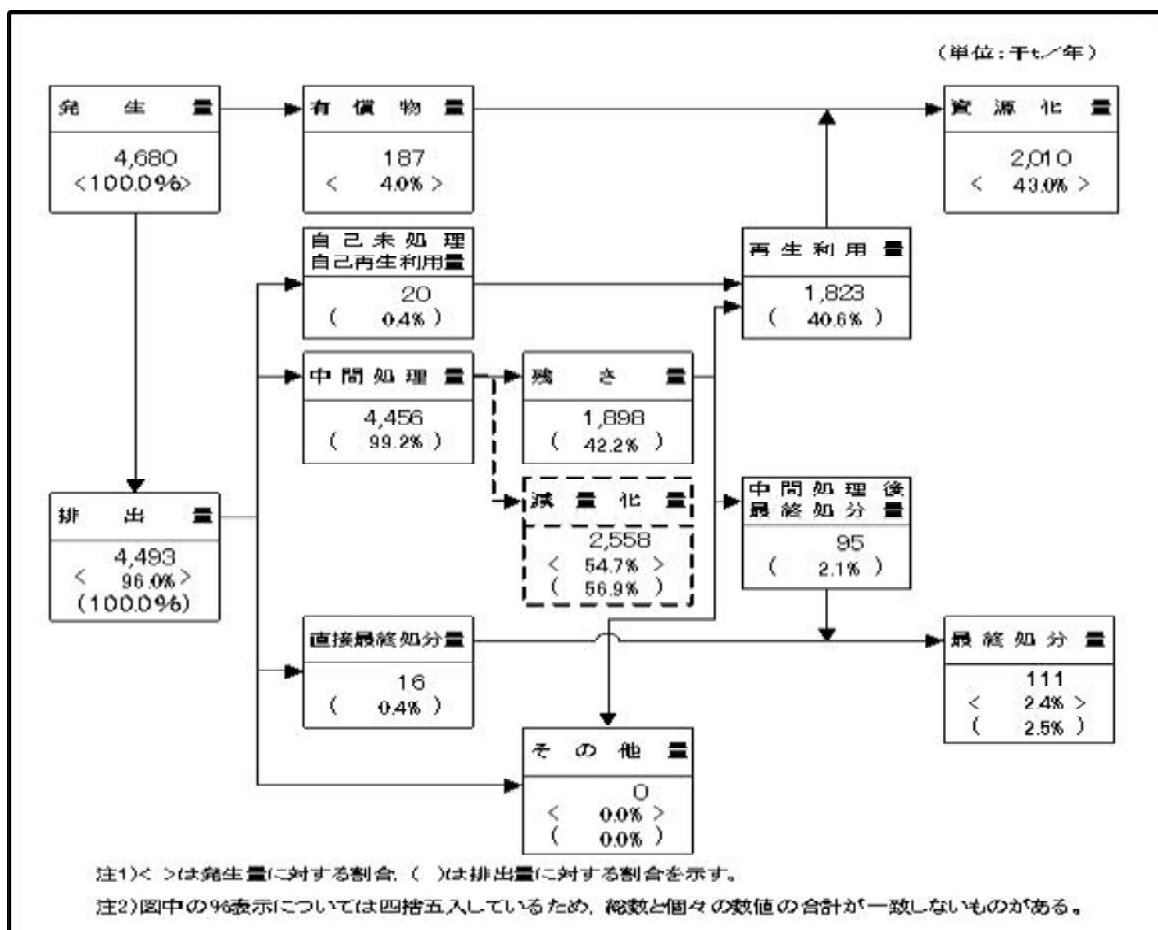 (単位:千t/年)
発生量
4,680
<100.0%>
有償物量
187
< 4.0% >
資源化量
2,010
< 43.0% >
自己未処理
自己再生利用量
20
( 0.4% )
再生利用量
1,823
( 40.6% )
中間処理量
4,456
( 99.2% )
残さ量
1,898
( 42.2% )
減量化量
2,558
< 54.7% >
( 56.9% )
中間処理後
最終処分量
95
( 2.1% )
排出量
4,493
< 96.0% >
(100.0%)
直接最終処分量
16
( 0.4% )
最終処分量
111
< 2.4% >
( 2.5% )
その他量
0
< 0.0% >
( 0.0% )
注1)< >は発生量に対する割合, ( )は排出量に対する割合を示す。
注2)図中の%表示については四捨五入しているため, 総数と個々の数値の合計が一致しないものがある。